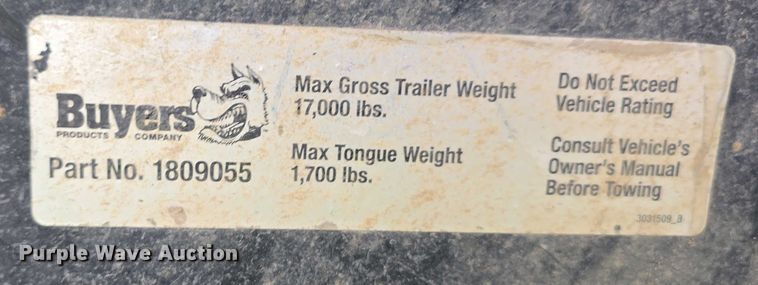 Buyers
PRODUCTS COMPANY
Part No. 1809055
Max Gross Trailer Weight
17,000 lbs.
Max Tongue Weight
1,700 lbs.
Do Not Exceed
Vehicle Rating
Consult Vehicle's
Owner's Manual
Before Towing
3031509_B
Purple Wave Auction